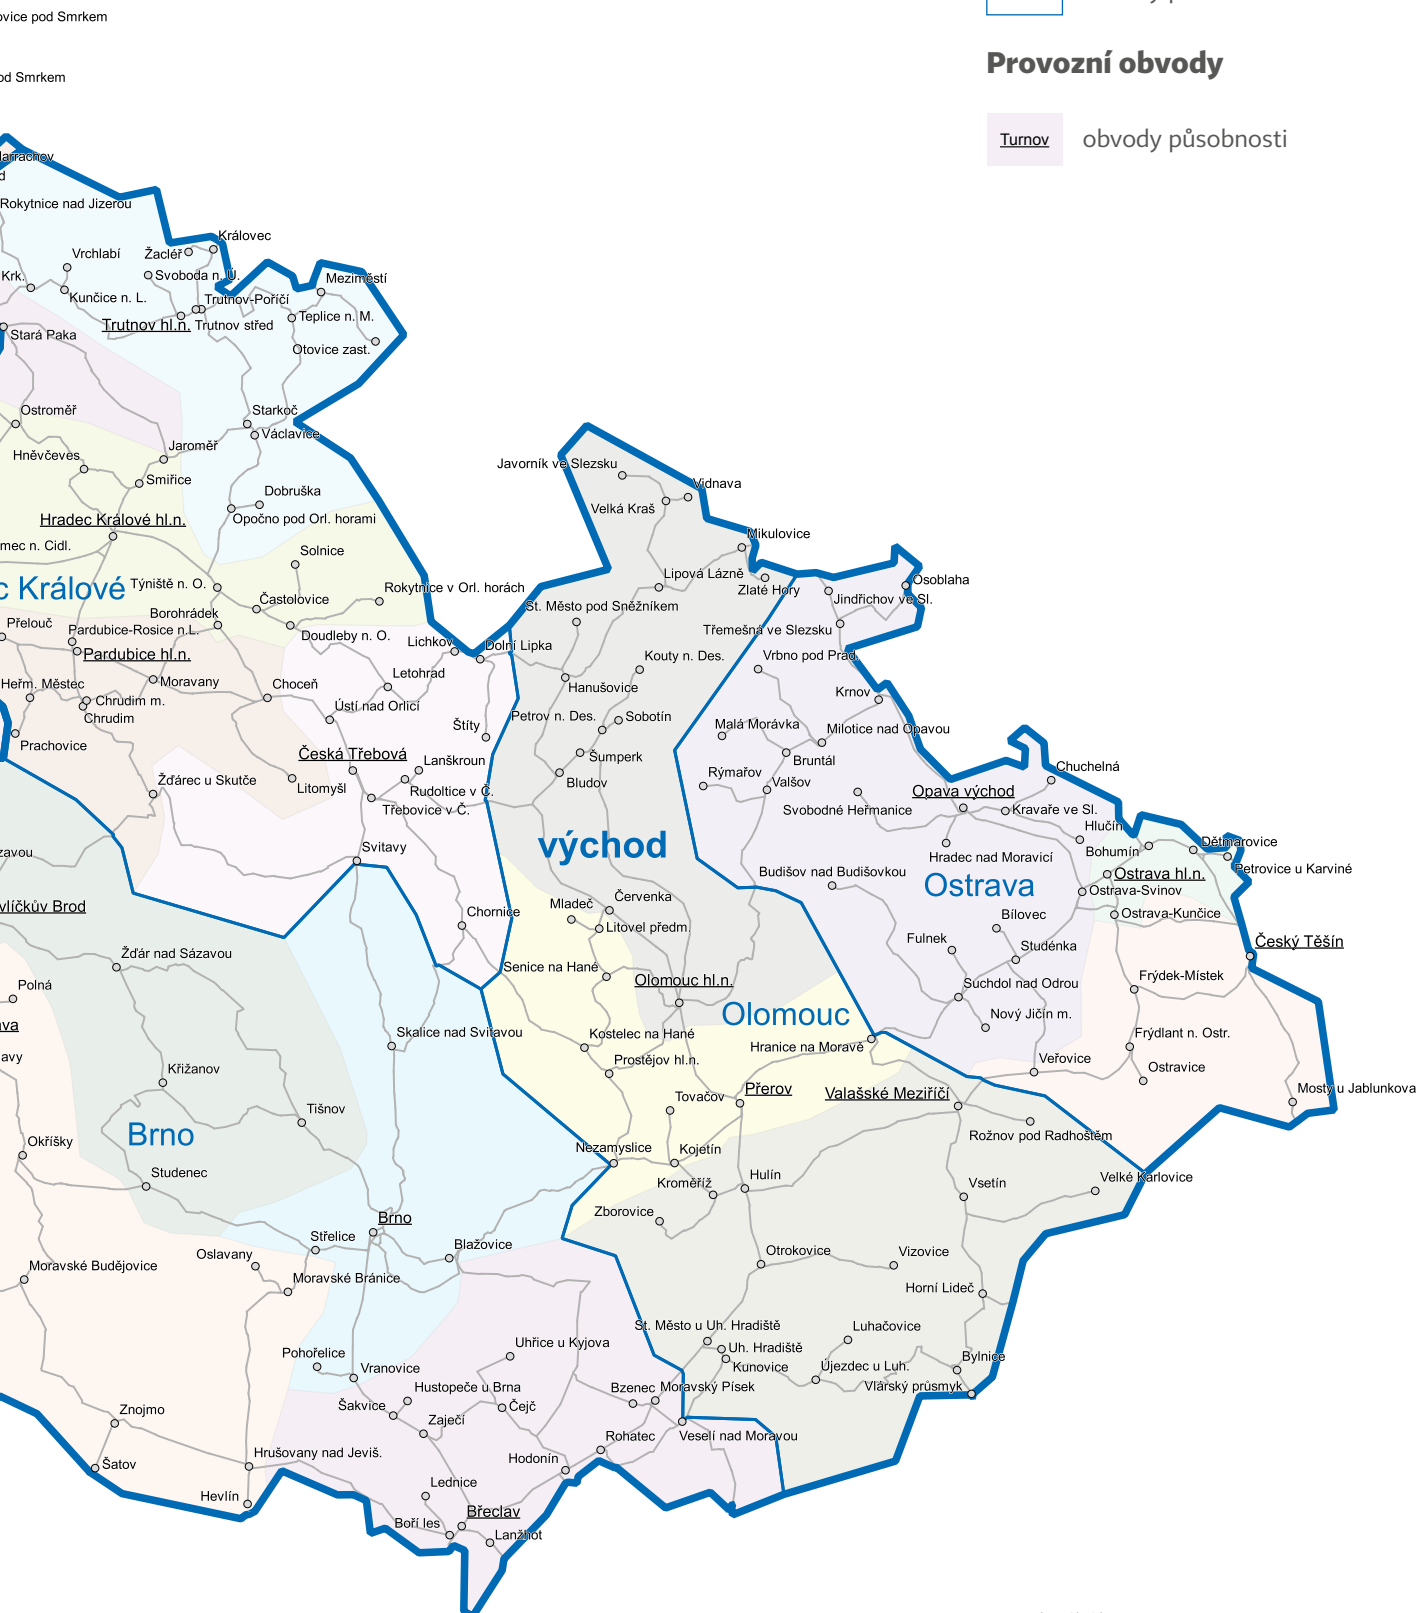 ovice pod Smrkem
Provozní obvody
od Smrkem
Turnov
obvody působnosti
Harrachov
d
Rokytnice nad Jizerou
Královec
Vrchlabí
Žacléř
Svoboda n. Ú.
Krk.
Meziměstí
Kunčice n. L.
Trutnov-Poříčí
Teplice n. M.
Trutnov hl.n.
Trutnov střed
Stará Paka
Otovice zast.
Ostroměř
Starkoč
Václavice
Jaroměř
Hněvčeves
Javorník ve Slezsku
Smiřice
Vidnava
Dobruška
Velká Kraš
Hradec Králové hl.n.
Opočno pod Orl. horami
Mikulovice
mec n. Cidl.
Solnice
Lipová Lázně
Osoblaha
c Králové
Týniště n. O.
Rokytnice v Orl. horách
Zlaté Hory
Častolovice
St. Město pod Sněžníkem
Jindřichov ve Sl.
Borohrádek
Přelouč
Pardubice-Rosice n.L.
Doudleby n. O.
Lichkov
Dolní Lipka
Třemešná ve Slezsku
Pardubice hl.n.
Kouty n. Des.
Vrbno pod Prad.
Heřm. Městec
Moravany
Choceň
Letohrad
Hanušovice
Krnov
Chrudim m.
Ústí nad Orlicí
Chrudim
Petrov n. Des.
Sobotín
Štíty
Malá Morávka
Milotice nad Opavou
Prachovice
Česká Třebová
Šumperk
Bruntál
Lanškroun
Chuchelná
Žďárec u Skutče
Rýmařov
Valšov
Litomyšl
Bludov
Rudoltice v Č.
Opava východ
Třebovice v Č.
Svobodné Heřmanice
Kravaře ve Sl.
Hlučín
východ
Svitavy
Dětmarovice
zavou
Bohumín
Hradec nad Moravicí
Petrovice u Karviné
Budišov nad Budišovkou
Ostrava hl.n.
Ostrava
Ostrava-Svinov
vlíčkův Brod
Mladeč
Červenka
Chornice
Bílovec
Ostrava-Kunčice
Litovel předm.
Fulnek
Český Těšín
Žďár nad Sázavou
Studénka
Senice na Hané
Frýdek-Místek
Polná
Olomouc hl.n.
Suchdol nad Odrou
Olomouc
Nový Jičín m.
ava
Skalice nad Svitavou
Kostelec na Hané
Frýdlant n. Ostr.
Hranice na Moravě
avy
Prostějov hl.n.
Veřovice
Křižanov
Ostravice
Přerov
Valašské Meziříčí
Mosty u Jablunkova
Tovačov
Tišnov
Brno
Rožnov pod Radhoštěm
Okříšky
Nezamyslice
Kojetín
Studenec
Hulín
Velké Karlovice
Kroměříž
Vsetín
Zborovice
Brno
Střelice
Blažovice
Oslavany
Otrokovice
Vizovice
Moravské Budějovice
Moravské Bránice
Horní Lideč
St. Město u Uh. Hradiště
Luhačovice
Uhřice u Kyjova
Uh. Hradiště
Pohořelice
Bylnice
Vranovice
Kunovice
Újezdec u Luh.
Hustopeče u Brna
Bzenec
Moravský Písek
Vlárský průsmyk
Šakvice
Čejč
Znojmo
Zaječí
Rohatec
Veselí nad Moravou
Hrušovany nad Jeviš.
Šatov
Hodonín
Lednice
Hevlín
Břeclav
Boří les
Lanžhot